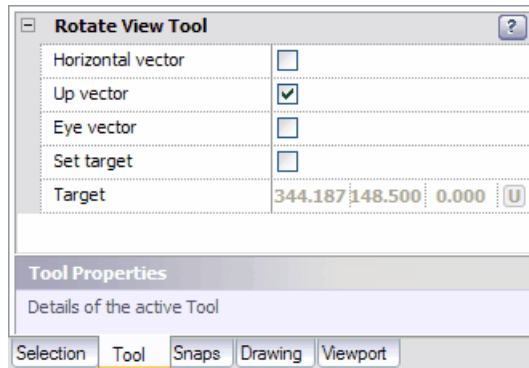 Rotate View Tool ?
Horizontal vector
Up vector
Eye vector
Set target
Target 344.187 148.500 0.000 U
Tool Properties
Details of the active Tool
Selection Tool Snaps Drawing Viewport